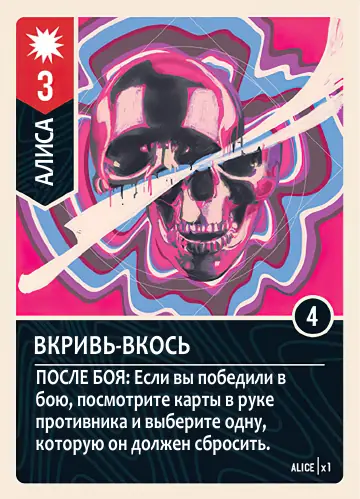 3
АЛИСА
4
ВКРИВЬ-ВКОСЬ
ПОСЛЕ БОЯ: Если вы победили в
бою, посмотрите карты в руке
противника и выберите одну,
которую он должен сбросить.
ALICE | x1